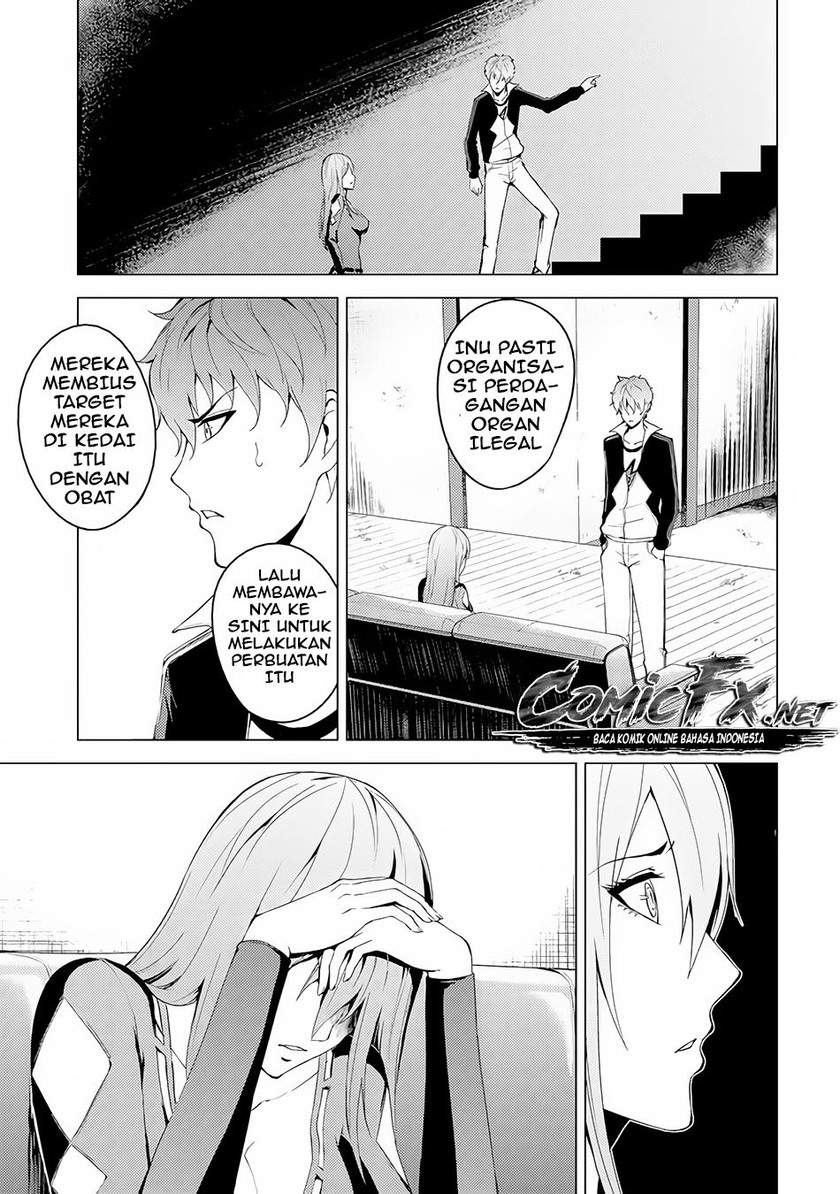 INU PASTI
ORGANISA-
SI PERDA-
GANGAN
ORGAN
ILEGAL
MEREKA
MEMBIUS
TARGET
MEREKA
DI KEDAI
ITU
DENGAN
OBAT
LALU
MEMBAWA-
NYA KE
SINI UNTUK
MELAKUKAN
PERBUATAN
ITU
COMICFX.NET
BACA KOMIK ONLINE BAHASA INDONESIA